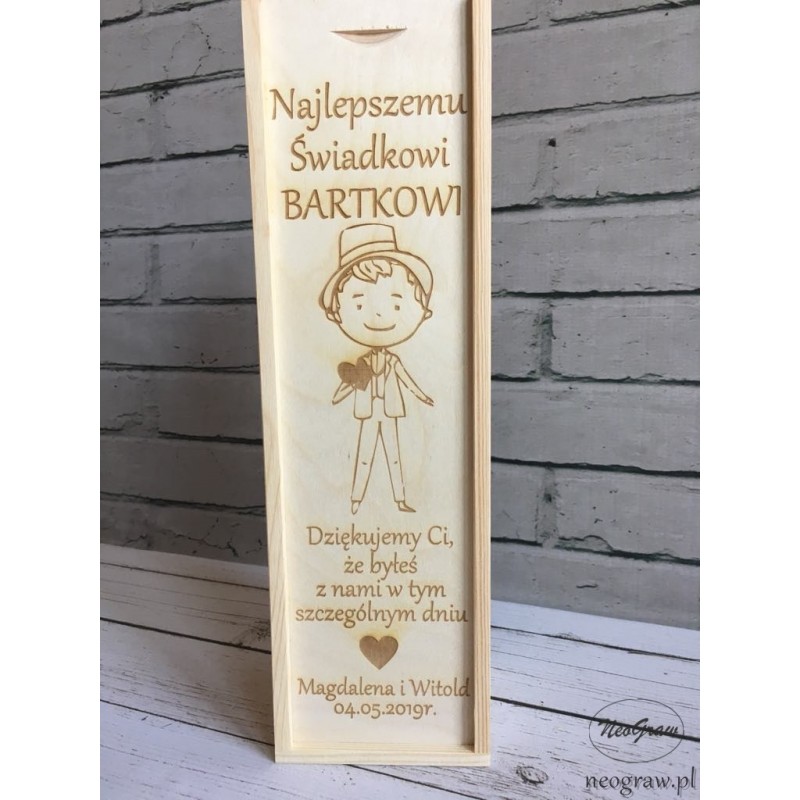 Najlepszemu
Świadkowi
BARTKOWI
Dziękujemy Ci,
że byłeś
z nami w tym
szczególnym dniu
Magdalena i Witold
04.05.2019r.
NeoGraw
neograw.pl